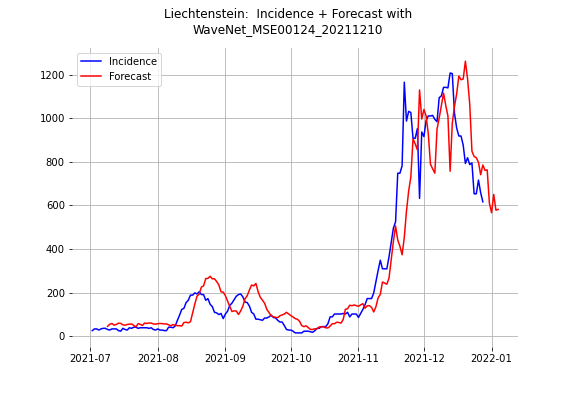 Liechtenstein:  Incidence + Forecast with
WaveNet_MSE00124_20211210
Incidence
Forecast
1200
1000
800
600
400
200
0
2021-07 2021-08 2021-09 2021-10 2021-11 2021-12 2022-01